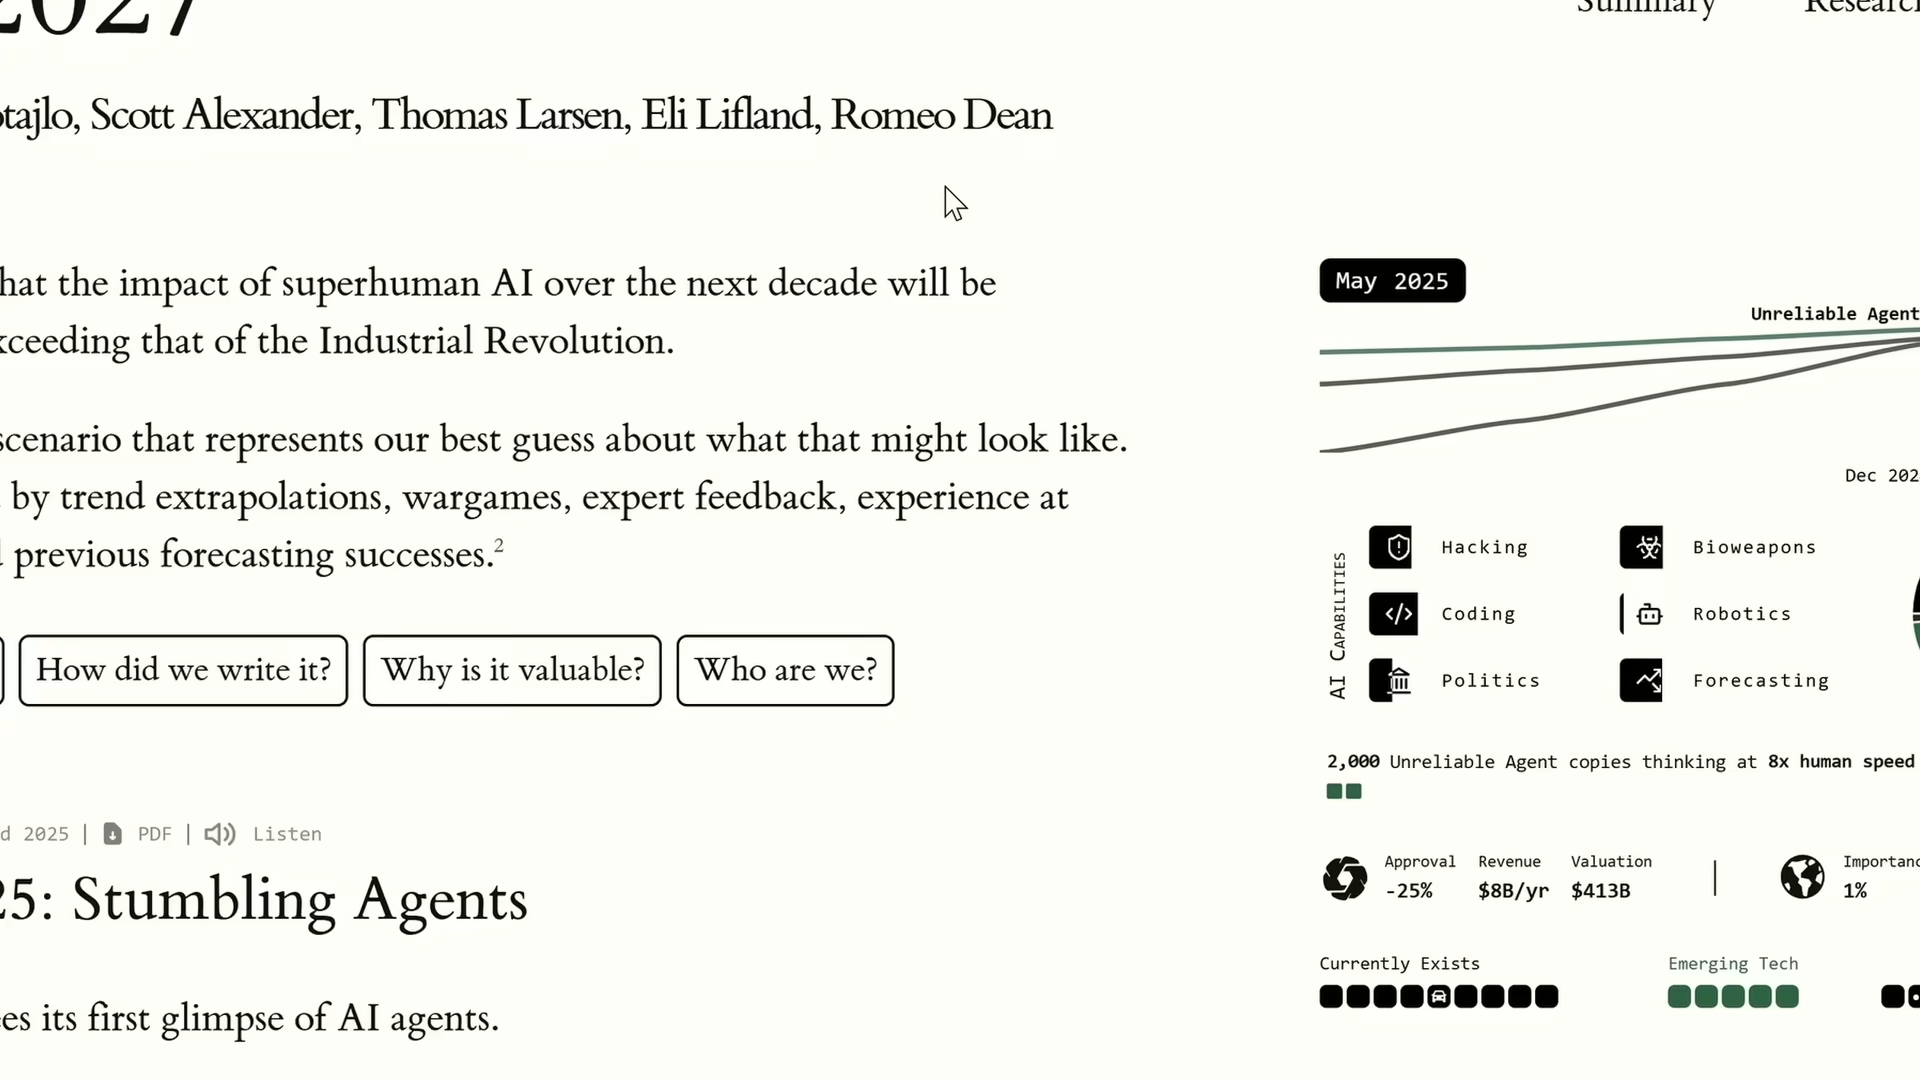 2027
Summary
otajlo, Scott Alexander, Thomas Larsen, Eli Lifland, Romeo Dean
that the impact of superhuman AI over the next decade will be
exceeding that of the Industrial Revolution.
scenario that represents our best guess about what that might look like.
by trend extrapolations, wargames, expert feedback, experience at
previous forecasting successes.2
How did we write it?
Why is it valuable?
Who are we?
2025 | PDF | Listen
25: Stumbling Agents
es its first glimpse of AI agents.
May 2025
Unreliable Agent
Dec 202
AI Capabilities
Hacking
Bioweapons
Coding
Robotics
Politics
Forecasting
2,000 Unreliable Agent copies thinking at 8x human speed
Approval Revenue Valuation
-25% $8B/yr $413B
Importanc
1%
Currently Exists
Emerging Tech